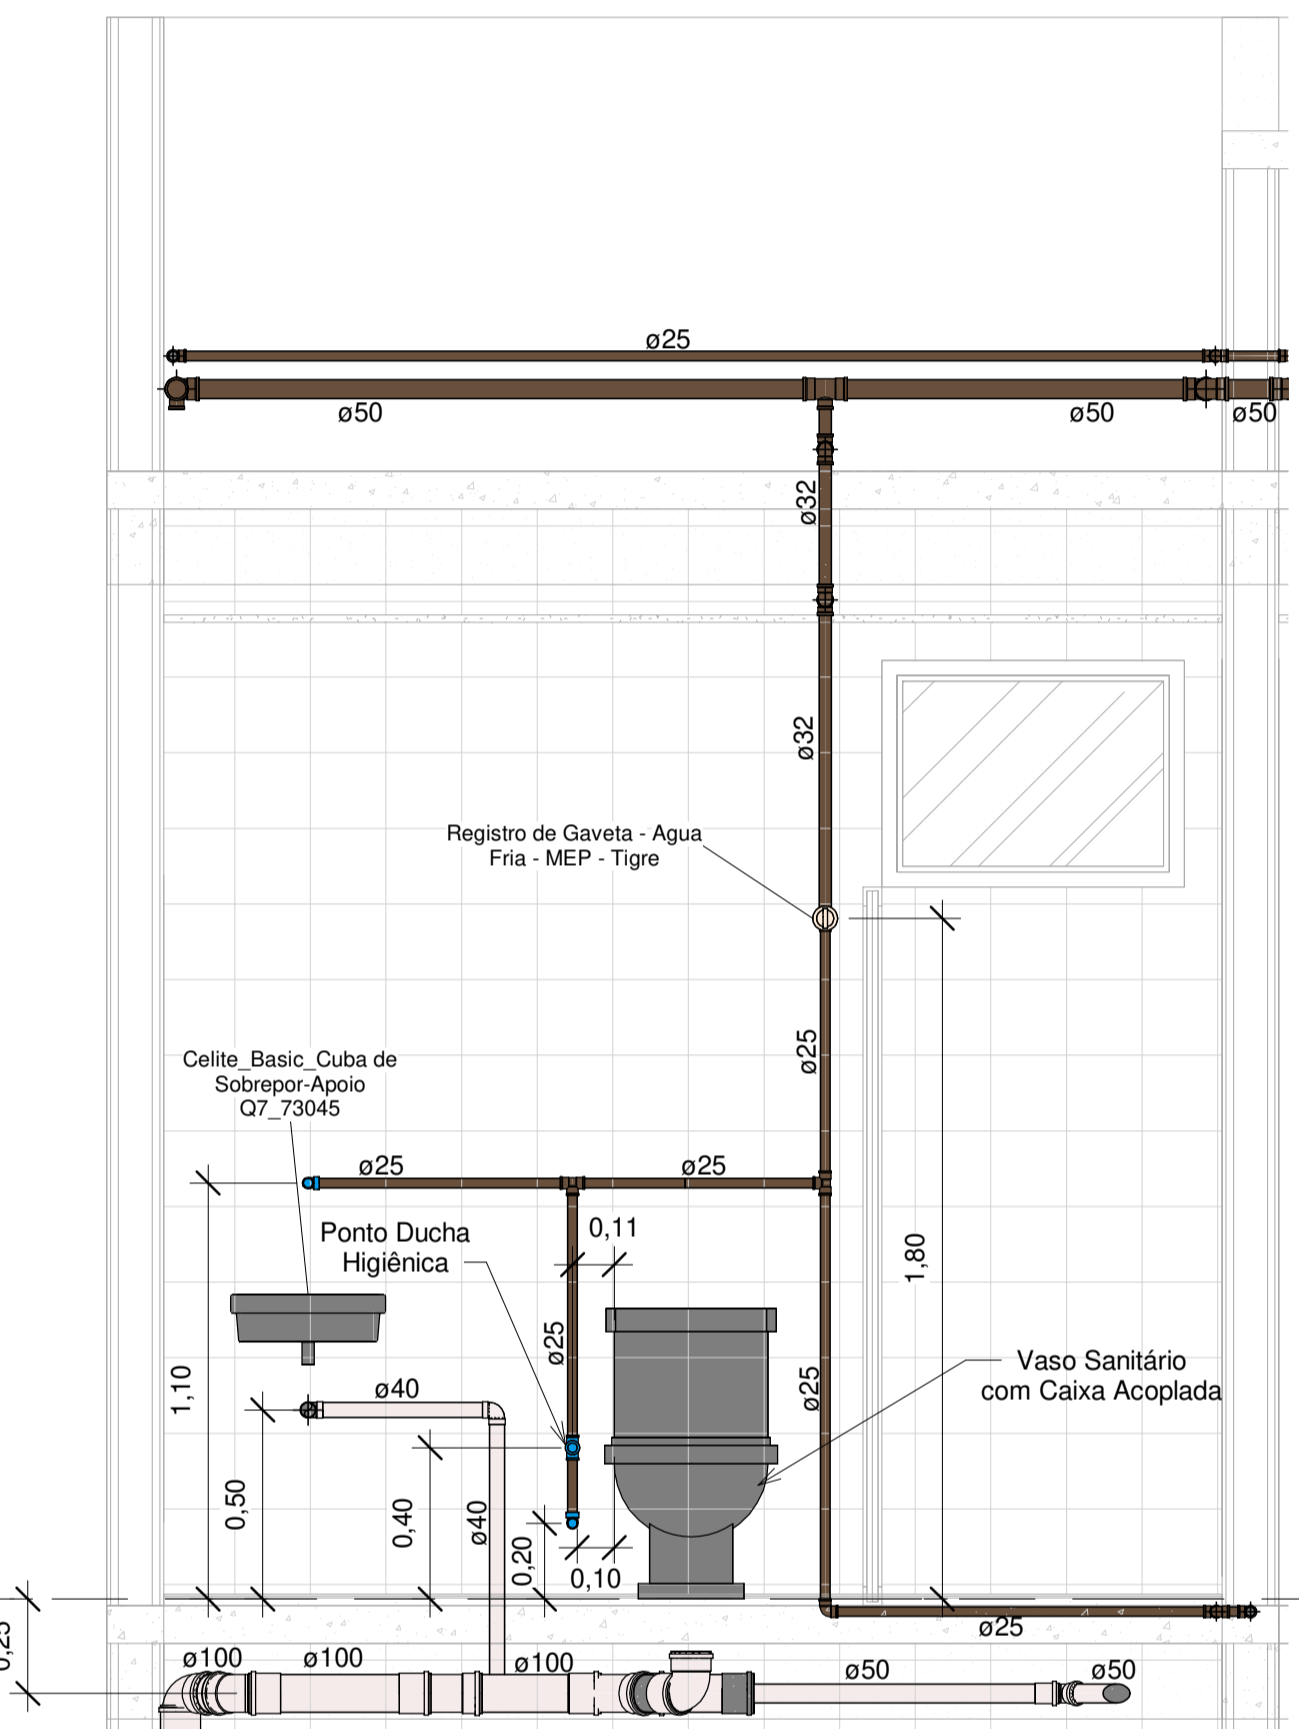 ø25
ø50
ø50
ø50
ø32
ø32
Registro de Gaveta - Agua
Fria - MEP - Tigre
ø25
Celite_Basic_Cuba de
Sobrepor-Apoio
Q7_73045
ø25
ø25
Ponto Ducha
Higiênica
0,11
1,80
ø25
Vaso Sanitário
com Caixa Acoplada
1,10
ø40
ø25
0,50
0,40
ø40
0,20
0,10
ø25
0,25
ø100
ø100
ø100
ø50
ø50